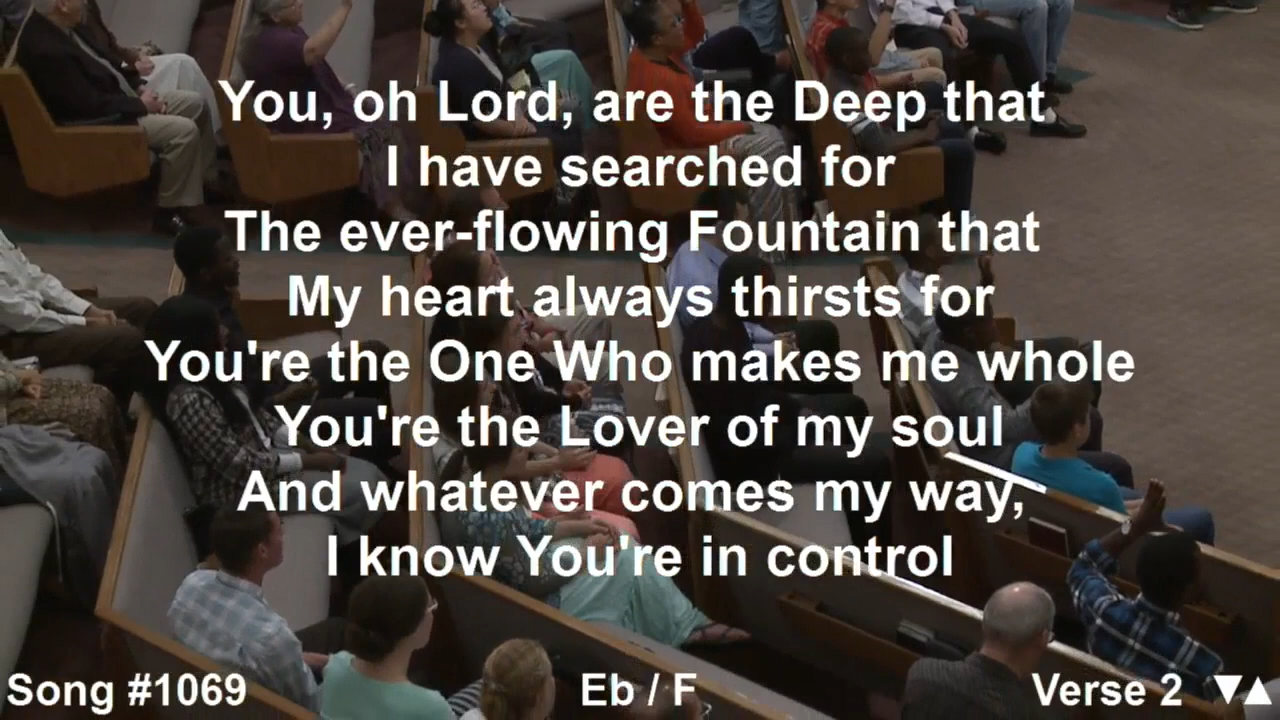 You, oh Lord, are the Deep that
I have searched for
The ever-flowing Fountain that
My heart always thirsts for
You're the One Who makes me whole
You're the Lover of my soul
And whatever comes my way,
I know You're in control
Song #1069 Eb / F Verse 2 ▼▲